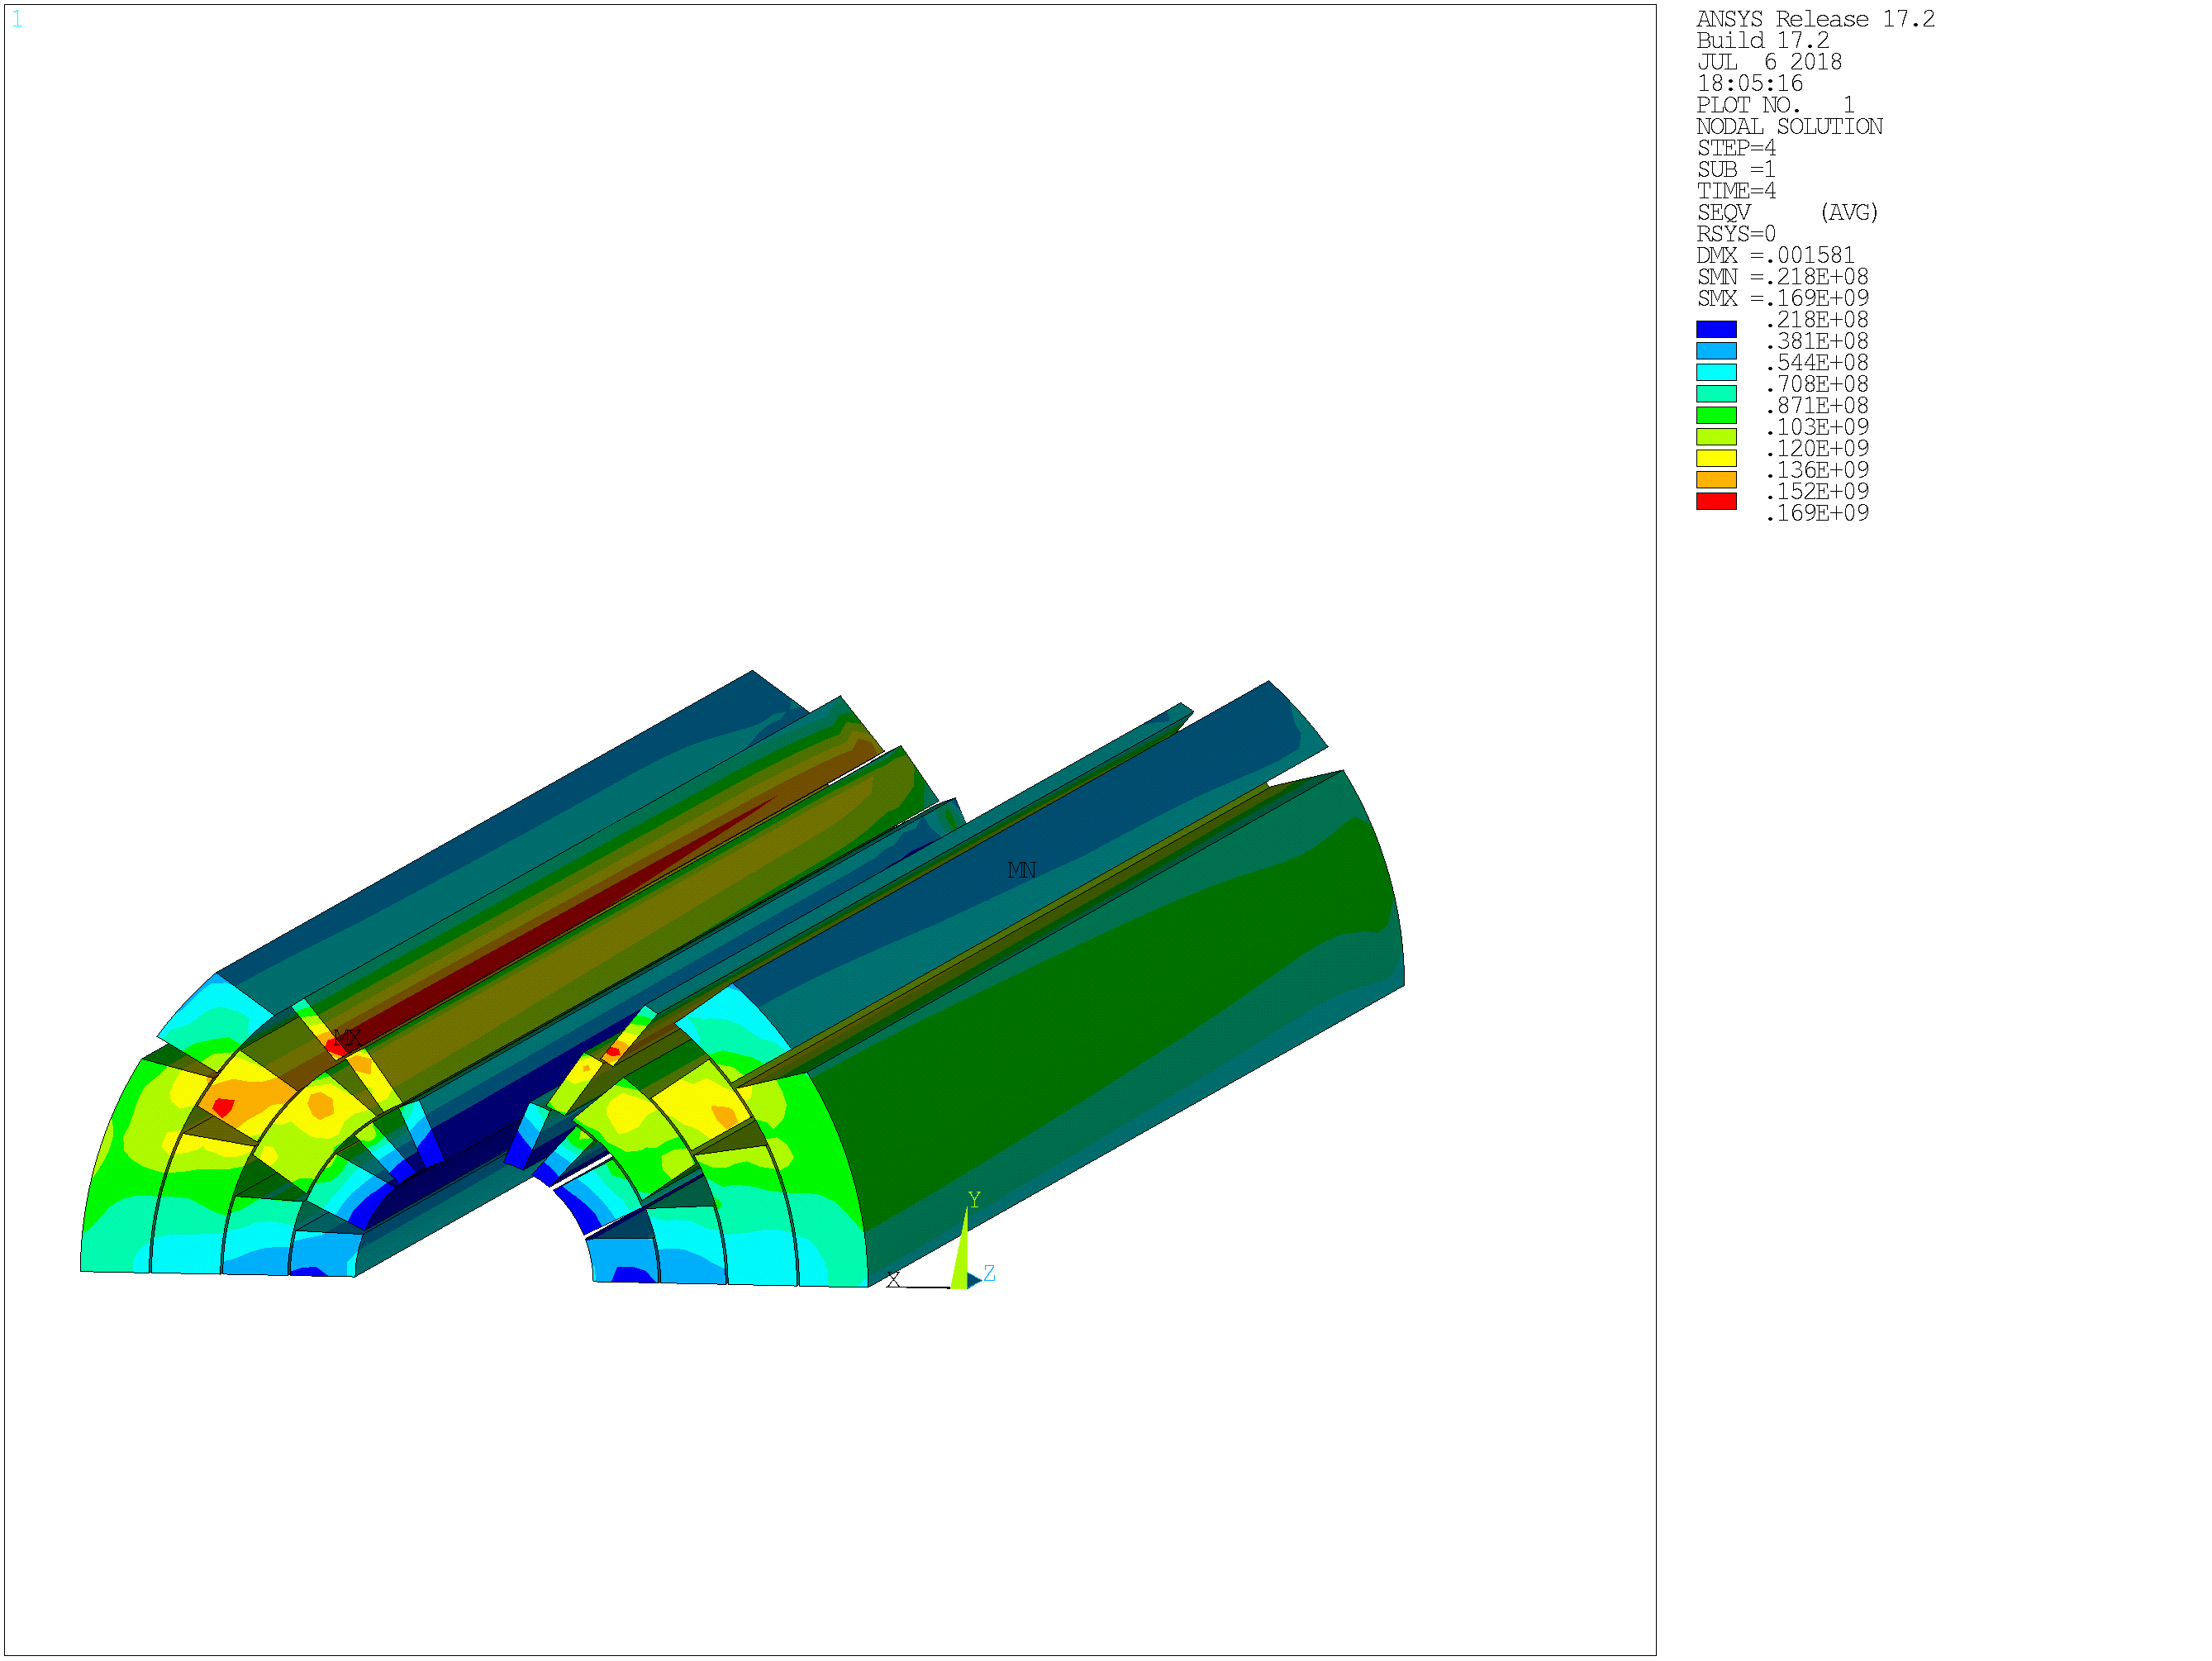 1
ANSYS Release 17.2
Build 17.2
JUL  6 2018
18:05:16
PLOT NO.   1
NODAL SOLUTION
STEP=4
SUB =1
TIME=4
SEQV     (AVG)
RSYS=0
DMX =.001581
SMN =.218E+08
SMX =.169E+09
.218E+08
.381E+08
.544E+08
.708E+08
.871E+08
.103E+09
.120E+09
.136E+09
.152E+09
.169E+09
MN
MX
Y
X
Z